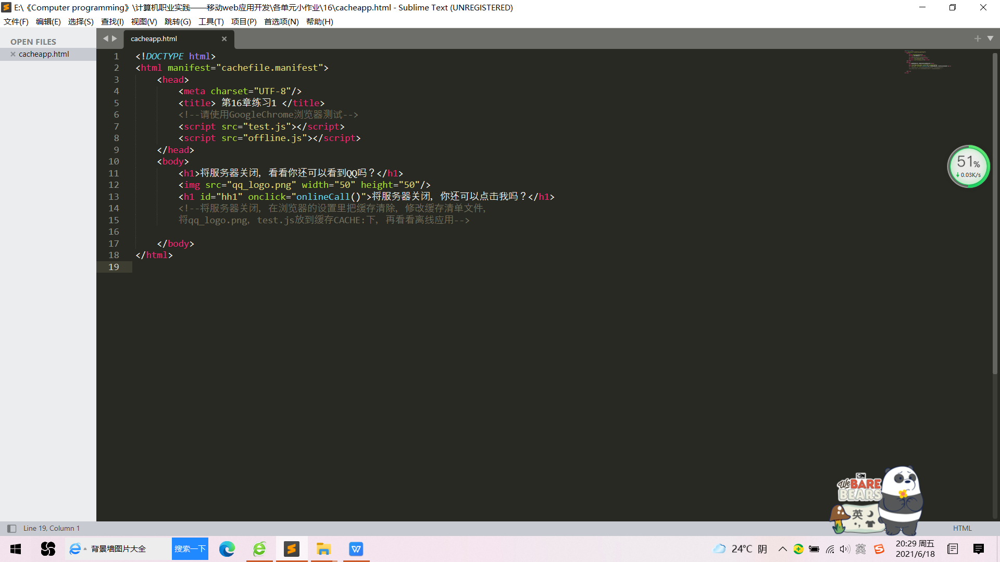 E:\《Computer programming》\计算机职业实践——移动web应用开发\各单元小作业\16\cacheapp.html - Sublime Text (UNREGISTERED)
文件(F) 编辑(E) 选择(S) 查找(I) 视图(V) 跳转(G) 工具(T) 项目(P) 首选项(N) 帮助(H)
OPEN FILES
cacheapp.html
cacheapp.html
1 <!DOCTYPE html>
2 <html manifest="cachefile.manifest">
3 <head>
4 <meta charset="UTF-8"/>
5 <title> 第16章练习1 </title>
6 <!--请使用GoogleChrome浏览器测试-->
7 <script src="test.js"></script>
8 <script src="offline.js"></script>
9 </head>
10 <body>
11 <h1>将服务器关闭，看看你还可以看到QQ吗？</h1>
12 <img src="qq_logo.png" width="50" height="50"/>
13 <h1 id="hh1" onclick="onlineCall()">将服务器关闭，你还可以点击我吗？</h1>
14 <!--将服务器关闭，在浏览器的设置里把缓存清除，修改缓存清单文件，
15 将qq_logo.png，test.js放到缓存CACHE:下，再看看离线应用-->
16
17 </body>
18 </html>
19
51%
0.03K/s
CN
We BARE
BEARS
英
Line 19, Column 1
HTML
背景墙图片大全
搜索一下
24°C 阴
英
20:29 周五
2021/6/18